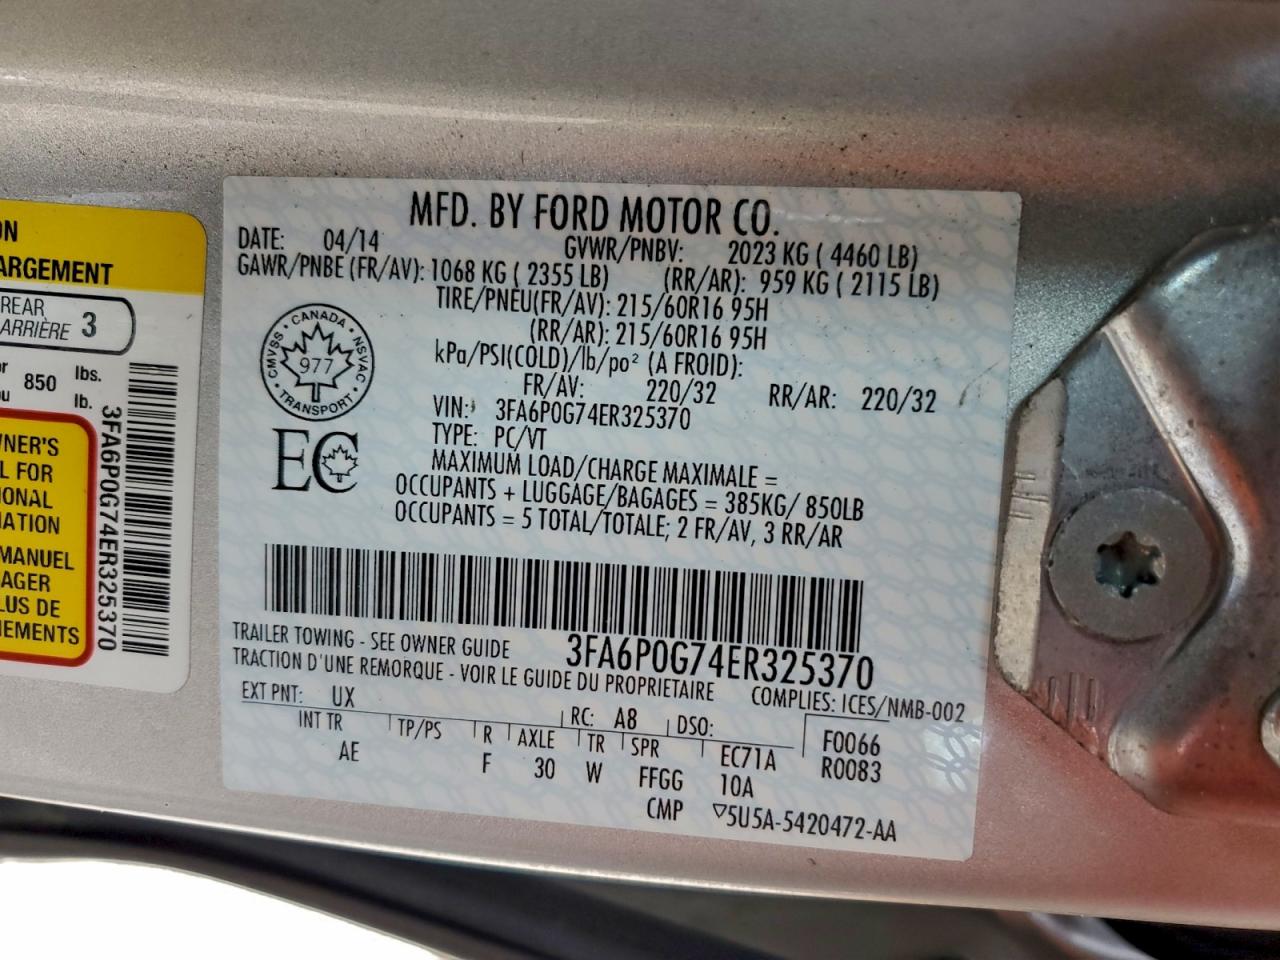 ON
ARGEMENT
REAR
ARRIÈRE 3
850 lbs.
lb.
3FA6P0G74ER325370
WNER'S
L FOR
IONAL
MATION
MANUEL
AGER
LUS DE
NEMENTS
MFD. BY FORD MOTOR CO.
DATE: 04/14 GVWR/PNBV: 2023 KG ( 4460 LB)
GAWR/PNBE (FR/AV): 1068 KG ( 2355 LB) (RR/AR): 959 KG ( 2115 LB)
TIRE/PNEU(FR/AV): 215/60R16 95H
(RR/AR): 215/60R16 95H
kPa/PSI(COLD)/lb/po² (A FROID):
FR/AV: 220/32 RR/AR: 220/32
CMVSS • CANADA • NSVAC • TRANSPORT •
977
VIN: 3FA6P0G74ER325370
TYPE: PC/VT
EC
MAXIMUM LOAD/CHARGE MAXIMALE =
OCCUPANTS + LUGGAGE/BAGAGES = 385KG/ 850LB
OCCUPANTS = 5 TOTAL/TOTALE; 2 FR/AV, 3 RR/AR
TRAILER TOWING - SEE OWNER GUIDE 3FA6P0G74ER325370
TRACTION D'UNE REMORQUE - VOIR LE GUIDE DU PROPRIETAIRE COMPLIES: ICES/NMB-002
EXT PNT: UX RC: A8 DSO: F0066
INT TR TP/PS R AXLE TR SPR EC71A R0083
AE F 30 W FFGG 10A
CMP ▽5U5A-5420472-AA